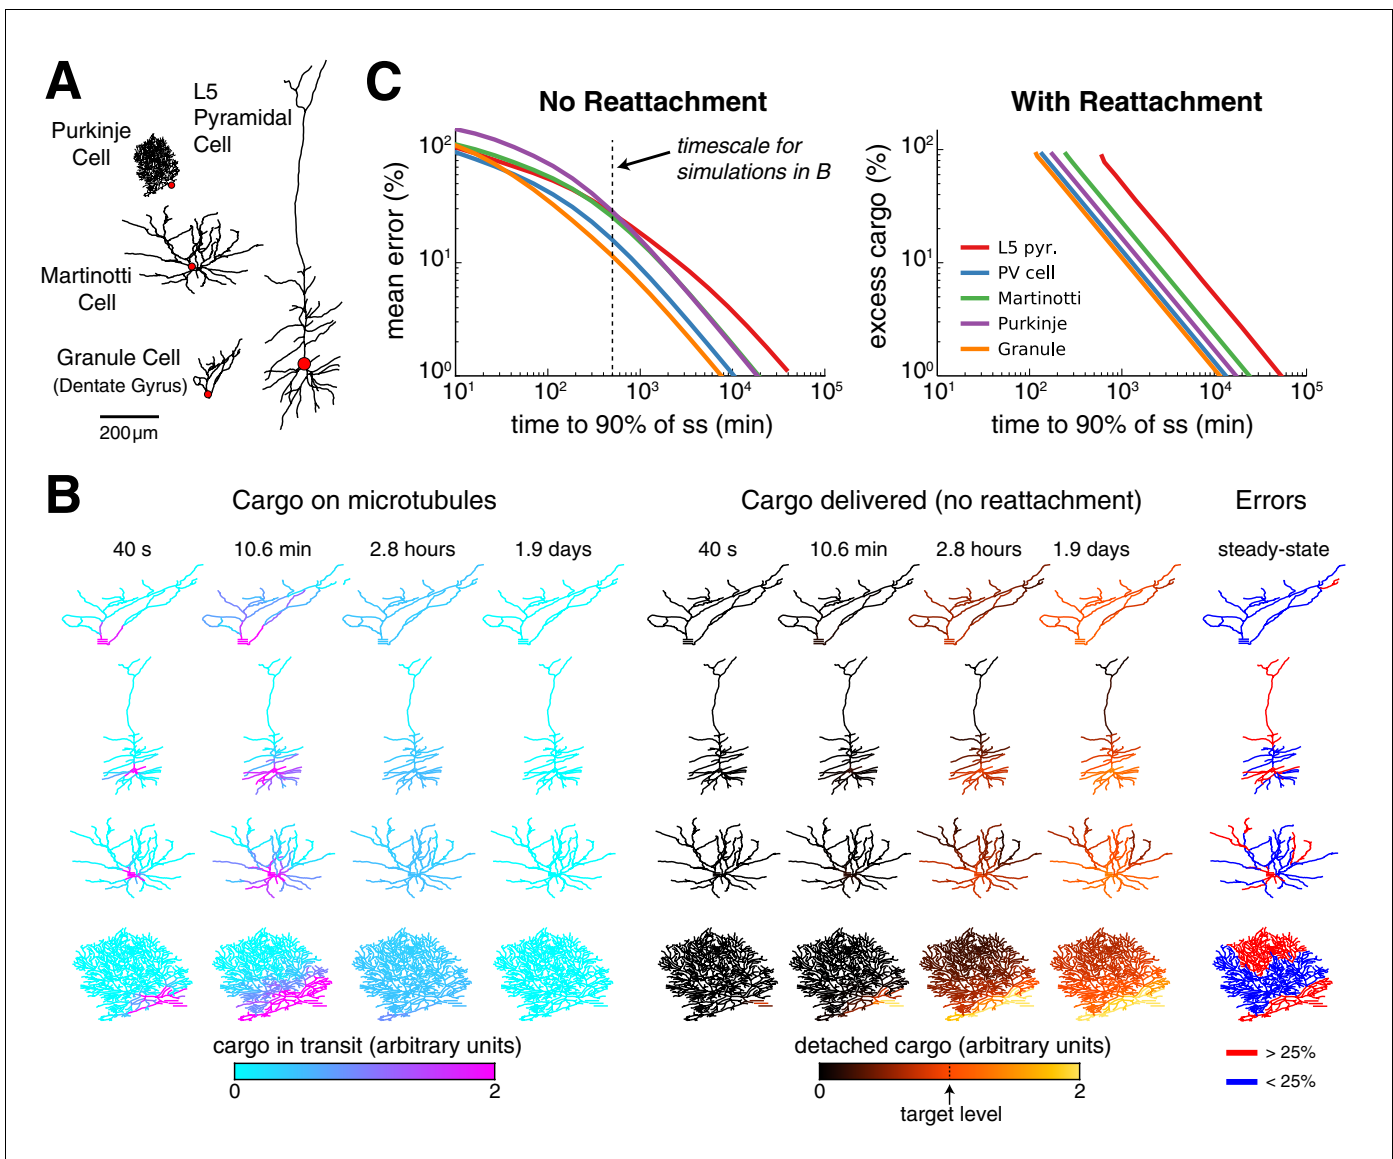 A
L5
Pyramidal
Cell
Purkinje
Cell
Martinotti
Cell
Granule Cell
(Dentate Gyrus)
200µm
C
No Reattachment
timescale for
simulations in B
mean error (%)
10²
10¹
10⁰
10¹ 10² 10³ 10⁴ 10⁵
time to 90% of ss (min)
With Reattachment
excess cargo (%)
10²
10¹
10⁰
L5 pyr.
PV cell
Martinotti
Purkinje
Granule
10¹ 10² 10³ 10⁴ 10⁵
time to 90% of ss (min)
B
Cargo on microtubules
40 s 10.6 min 2.8 hours 1.9 days
cargo in transit (arbitrary units)
0 2
Cargo delivered (no reattachment)
40 s 10.6 min 2.8 hours 1.9 days
detached cargo (arbitrary units)
0 2
target level
Errors
steady-state
> 25%
< 25%